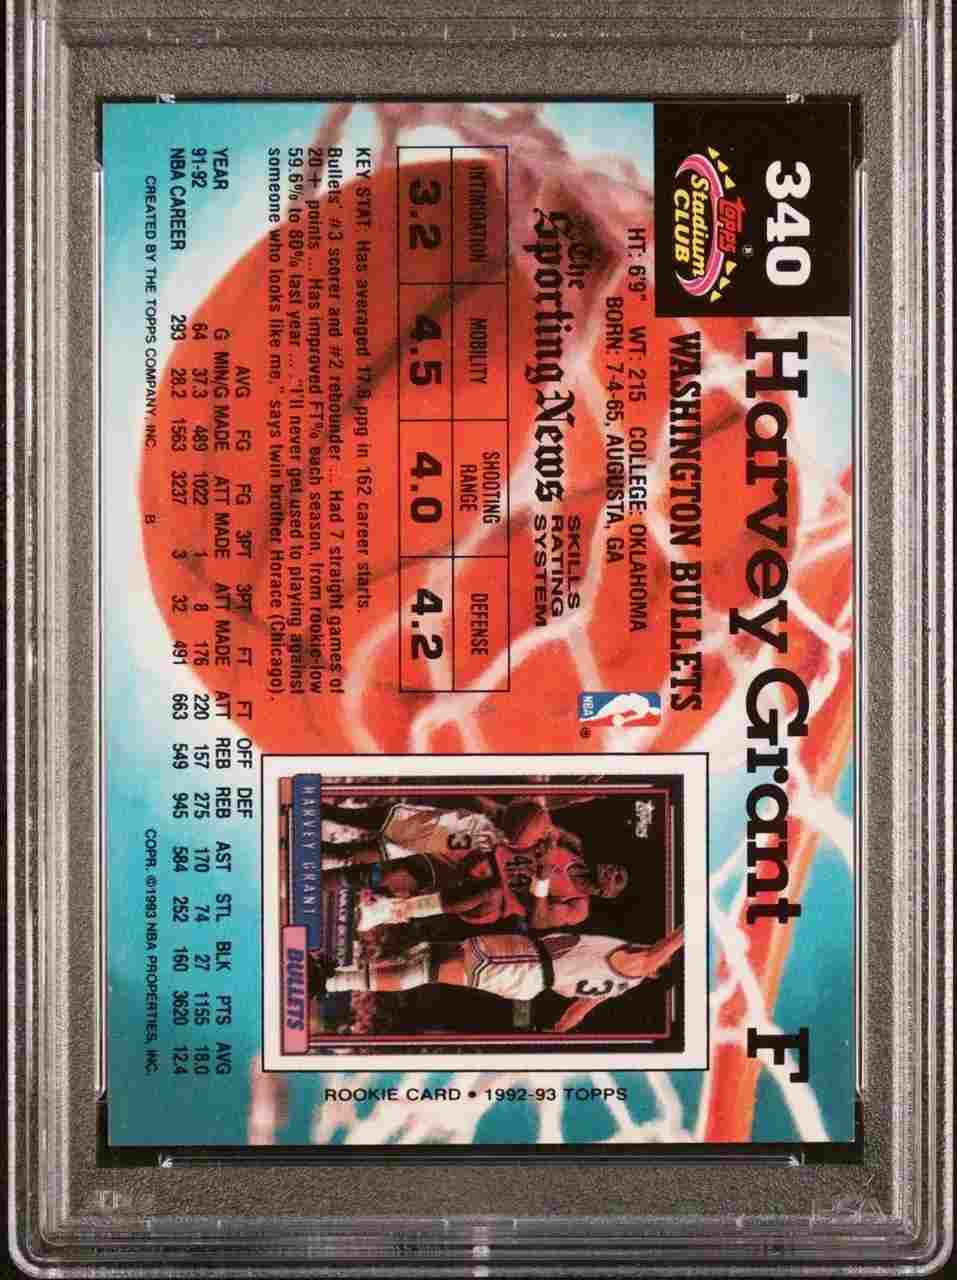 340 Harvey Grant F
TOPPS®
Stadium
CLUB
WASHINGTON BULLETS
HT: 6'9" WT: 215 COLLEGE: OKLAHOMA
BORN: 7-4-65, AUGUSTA, GA
The
Sporting News
SKILLS
RATING
SYSTEM
NBA ®
INTIMIDATION MOBILITY SHOOTING RANGE DEFENSE
3.2 4.5 4.0 4.2
KEY STAT: Has averaged 17.8 ppg in 162 career starts.
Bullets' #3 scorer and #2 rebounder ... Had 7 straight games of
20 + points ... Has improved FT% each season, from rookie-low
59.6% to 80% last year ... "I'll never get used to playing against
someone who looks like me," says twin brother Horace (Chicago).
AVG FG FG 3PT 3PT FT FT OFF DEF
YEAR G MIN/G MADE ATT MADE ATT MADE ATT REB REB AST STL BLK PTS AVG
91-92 64 37.3 489 1022 1 8 176 220 157 275 170 74 27 1155 18.0
NBA CAREER 293 28.2 1563 3237 3 32 491 663 549 945 584 252 160 3620 12.4
CREATED BY THE TOPPS COMPANY, INC. B COPR. ©1993 NBA PROPERTIES, INC.
TOPPS
3
3
HARVEY GRANT
BULLETS
ROOKIE CARD • 1992-93 TOPPS